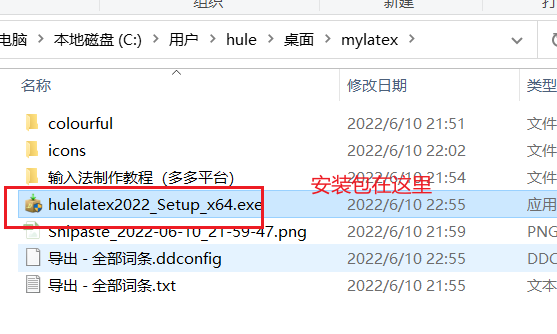 组织
新建
电脑 > 本地磁盘 (C:) > 用户 > hule > 桌面 > mylatex >
名称 修改日期 类型
colourful 2022/6/10 21:51 文件
icons 2022/6/10 22:02 文件
输入法制作教程（多多平台） 2022/6/10 21:54 文件
安装包在这里
hulelatex2022_Setup_x64.exe 2022/6/10 22:55 应用
Snipaste_2022-06-10_21-59-47.png 2022/6/10 21:59 PNG
导出 - 全部词条.ddconfig 2022/6/10 22:55 DDC
导出 - 全部词条.txt 2022/6/10 22:55 文本